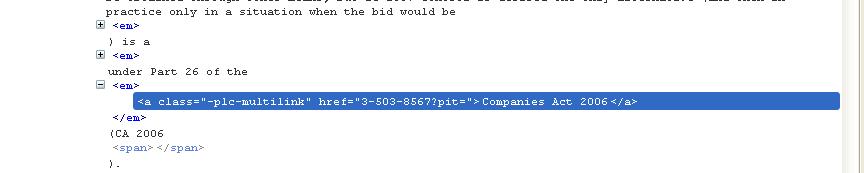 practice only in a situation when the bid would be
<em>
) is a
<em>
under Part 26 of the
<em>
<a class="-plc-multilink" href="3-503-8567?pit=">Companies Act 2006</a>
</em>
(CA 2006
<span></span>
).